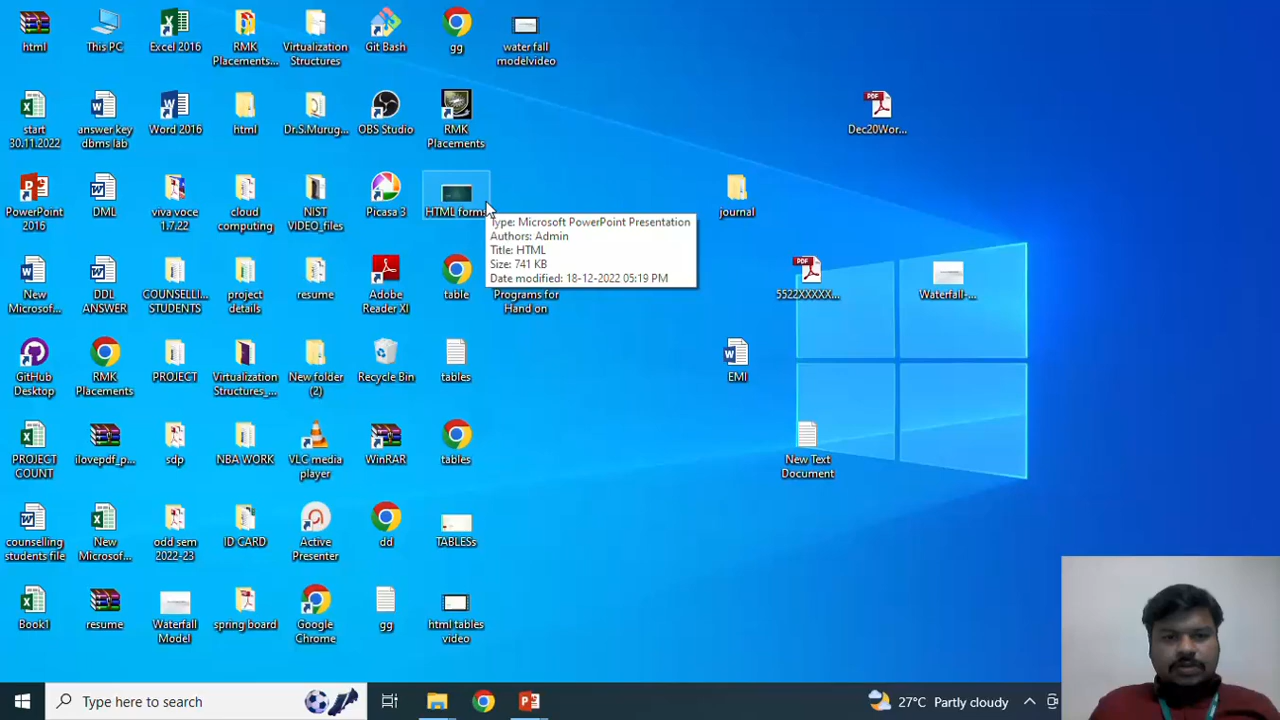 html
This PC
Excel 2016
RMK
Placements...
Virtualization
Structures
Git Bash
gg
water fall
modelvideo
start
30.11.2022
answer key
dbms lab
Word 2016
html
Dr.S.Murug...
OBS Studio
RMK
Placements
Dec20Wor...
PowerPoint
2016
DML
viva voce
1.7.22
cloud
computing
NIST
VIDEO_files
Picasa 3
HTML forms
journal
Type: Microsoft PowerPoint Presentation
Authors: Admin
Title: HTML
Size: 741 KB
Date modified: 18-12-2022 05:19 PM
New
Microsof...
DDL
ANSWER
COUNSELLI...
STUDENTS
project
details
resume
Adobe
Reader XI
table
Programs for
Hand on
5522XXXXX...
Waterfall-...
GitHub
Desktop
RMK
Placements
PROJECT
Virtualization
Structures_...
New folder
(2)
Recycle Bin
tables
EMI
PROJECT
COUNT
ilovepdf_p...
sdp
NBA WORK
VLC media
player
WinRAR
tables
New Text
Document
counselling
students file
New
Microsof...
odd sem
2022-23
ID CARD
Active
Presenter
dd
TABLESs
Book1
resume
Waterfall
Model
spring board
Google
Chrome
gg
html tables
video
Type here to search
27°C Partly cloudy